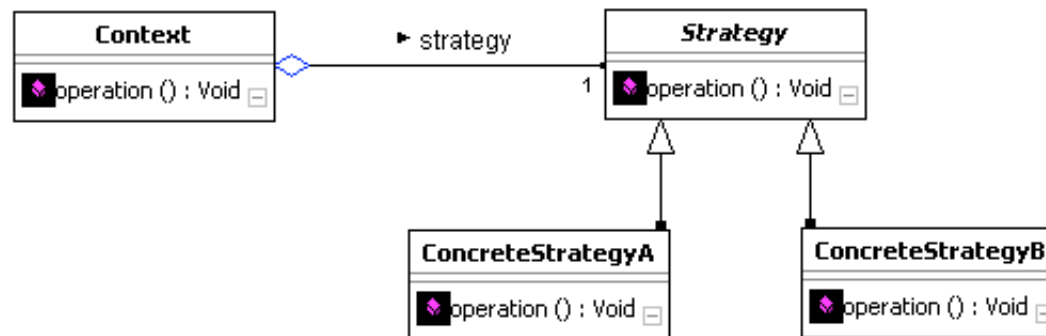 Context
operation () : Void
strategy
1
Strategy
operation () : Void
ConcreteStrategyA
operation () : Void
ConcreteStrategyB
operation () : Void